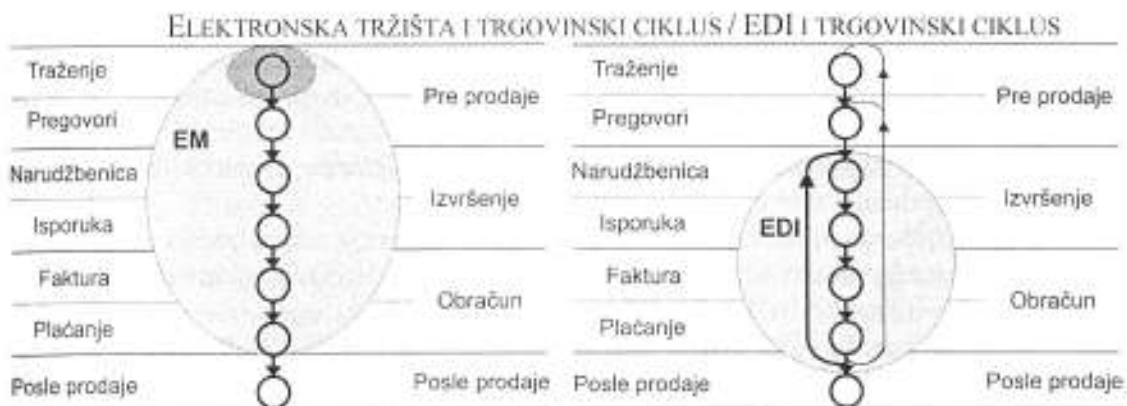 ELEKTRONSKA TRŽIŠTA I TRGOVINSKI CIKLUS / EDI I TRGOVINSKI CIKLUS
Traženje
Pregovori
Narudžbenica
Isporuka
Faktura
Plaćanje
Posle prodaje
EM
Pre prodaje
Izvršenje
Obračun
Posle prodaje
Traženje
Pregovori
Narudžbenica
Isporuka
Faktura
Plaćanje
Posle prodaje
EDI
Pre prodaje
Izvršenje
Obračun
Posle prodaje